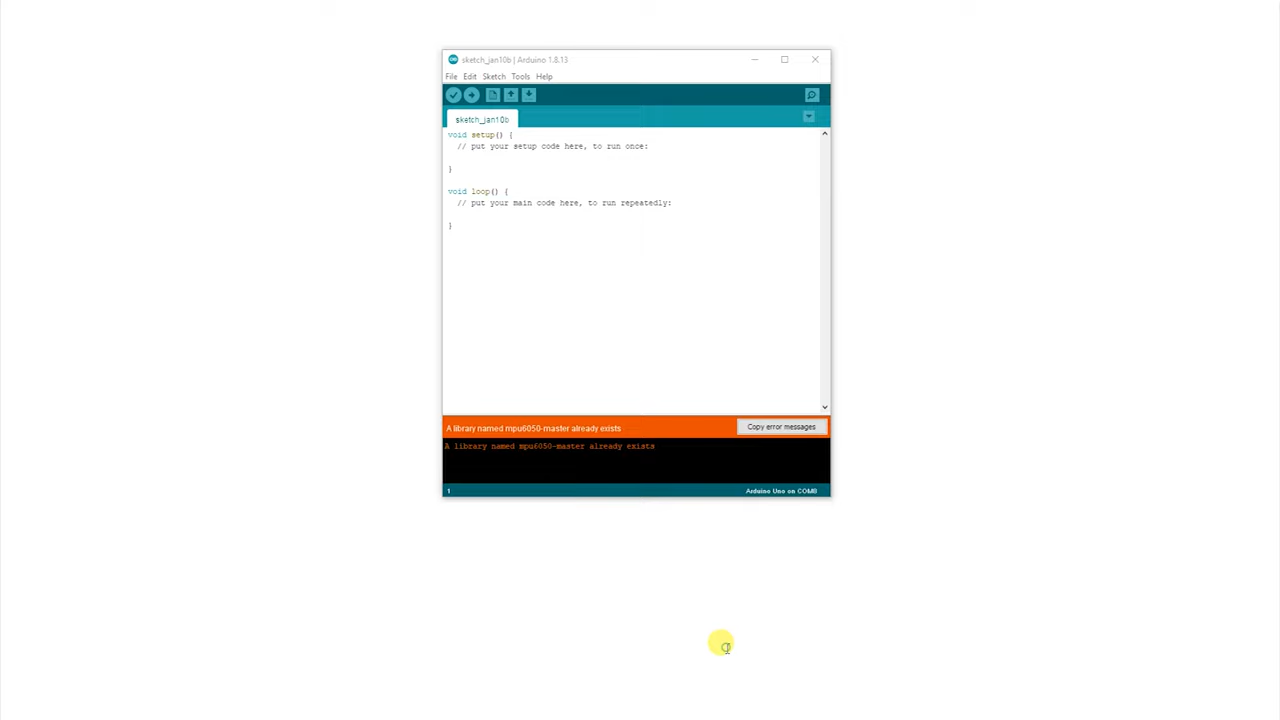 sketch_jan10b | Arduino 1.8.13
File Edit Sketch Tools Help
sketch_jan10b
void setup() {
// put your setup code here, to run once:
}
void loop() {
// put your main code here, to run repeatedly:
}
A library named mpu6050-master already exists
Copy error messages
A library named mpu6050-master already exists
1
Arduino Uno on COM8